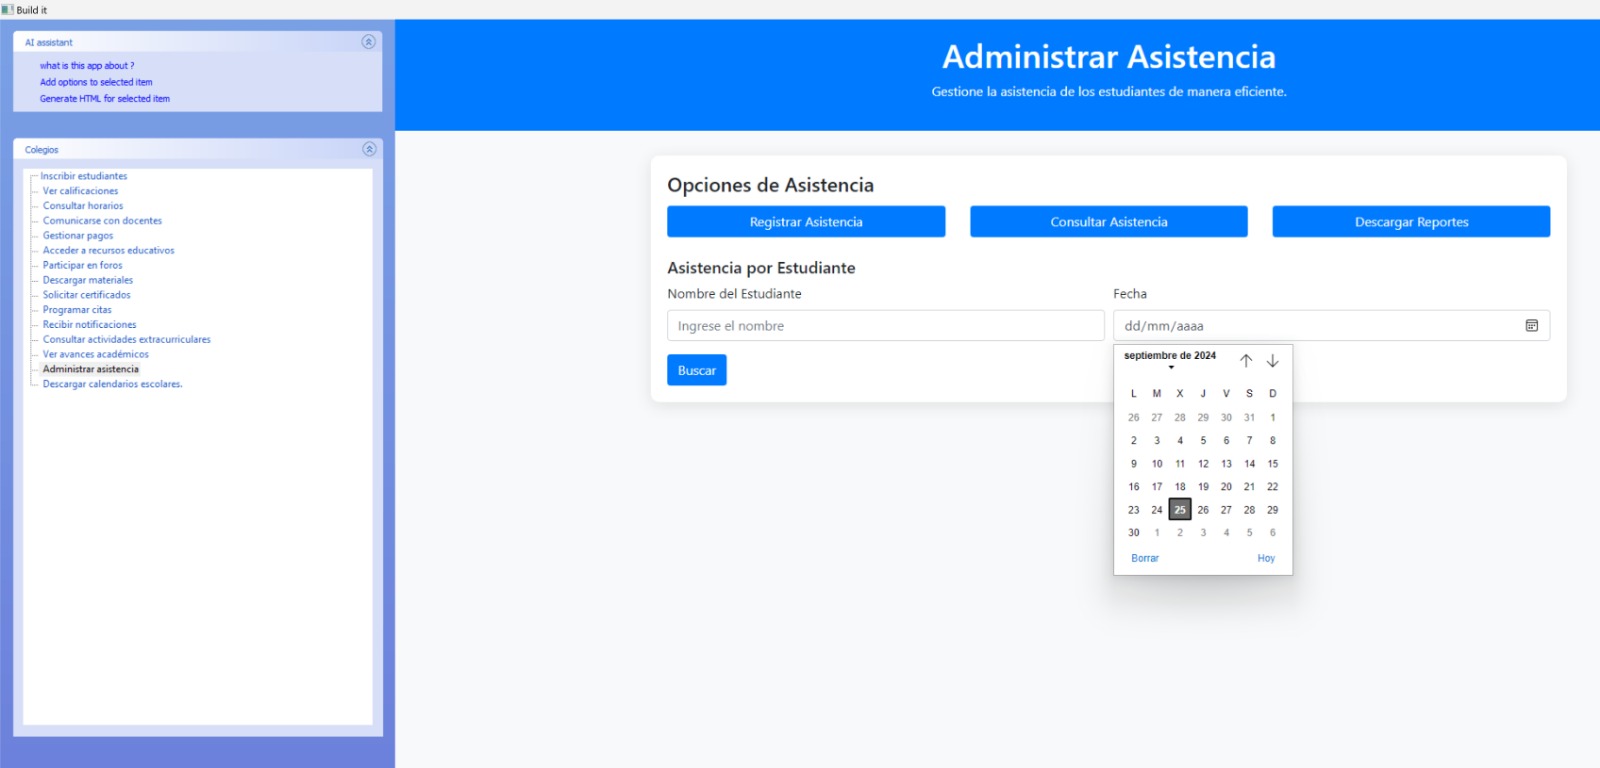 Build it
AI assistant
what is this app about ?
Add options to selected item
Generate HTML for selected item
Colegios
Inscribir estudiantes
Ver calificaciones
Consultar horarios
Comunicarse con docentes
Gestionar pagos
Acceder a recursos educativos
Participar en foros
Descargar materiales
Solicitar certificados
Programar citas
Recibir notificaciones
Consultar actividades extracurriculares
Ver avances académicos
Administrar asistencia
Descargar calendarios escolares.
Administrar Asistencia
Gestione la asistencia de los estudiantes de manera eficiente.
Opciones de Asistencia
Registrar Asistencia Consultar Asistencia Descargar Reportes
Asistencia por Estudiante
Nombre del Estudiante Fecha
Ingrese el nombre dd/mm/aaaa
Buscar
septiembre de 2024
L M X J V S D
26 27 28 29 30 31 1
2 3 4 5 6 7 8
9 10 11 12 13 14 15
16 17 18 19 20 21 22
23 24 25 26 27 28 29
30 1 2 3 4 5 6
Borrar Hoy